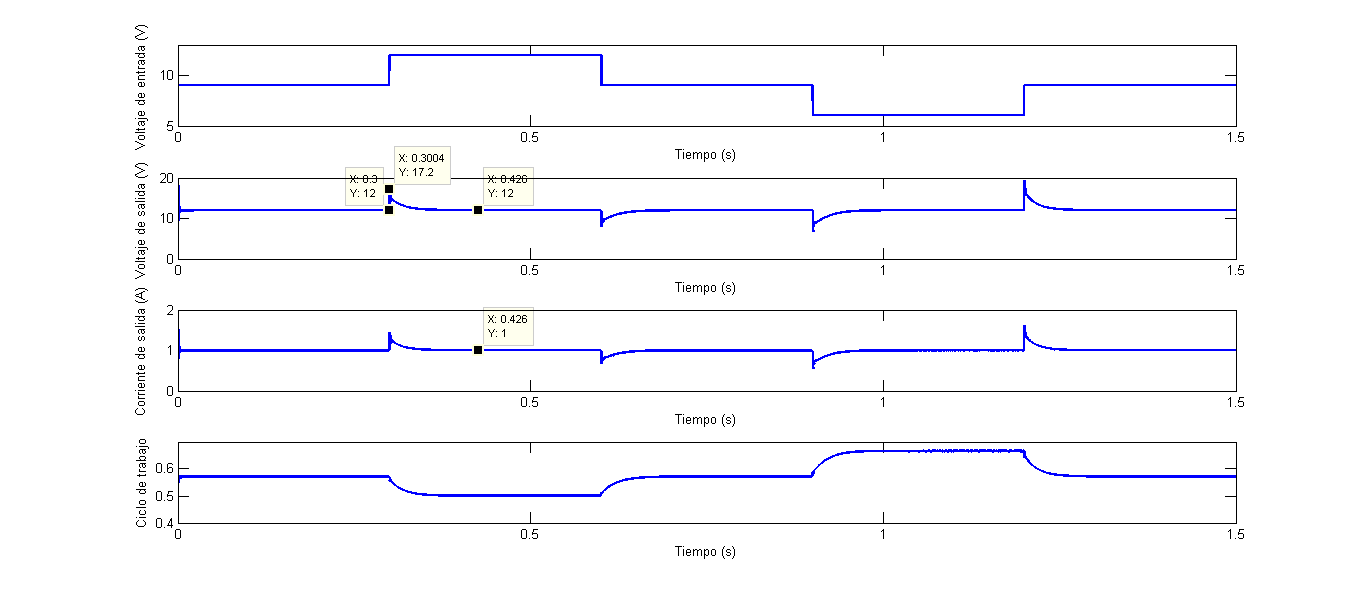 Voltaje de entrada (V)
10
5
0
0.5
1
1.5
Tiempo (s)
X: 0.3004
Y: 17.2
X: 0.3
Y: 12
X: 0.426
Y: 12
Voltaje de salida (V)
20
10
0
0
0.5
1
1.5
Tiempo (s)
X: 0.426
Y: 1
Corriente de salida (A)
2
1
0
0
0.5
1
1.5
Tiempo (s)
Ciclo de trabajo
0.6
0.5
0.4
0
0.5
1
1.5
Tiempo (s)